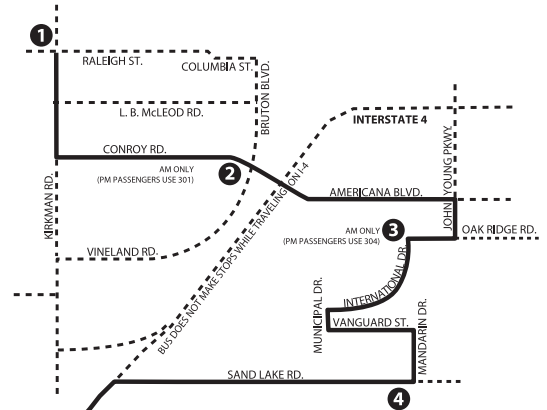 1
RALEIGH ST.
COLUMBIA ST.
BRUTON BLVD.
L. B. McLEOD RD.
INTERSTATE 4
CONROY RD.
AM ONLY
(PM PASSENGERS USE 301)
2
KIRKMAN RD.
VINELAND RD.
BUS DOES NOT MAKE STOPS WHILE TRAVELING ON I-4
AMERICANA BLVD.
JOHN YOUNG PKWY.
AM ONLY
(PM PASSENGERS USE 304)
3
OAK RIDGE RD.
INTERNATIONAL DR.
MUNICIPAL DR.
VANGUARD ST.
MANDARIN DR.
SAND LAKE RD.
4